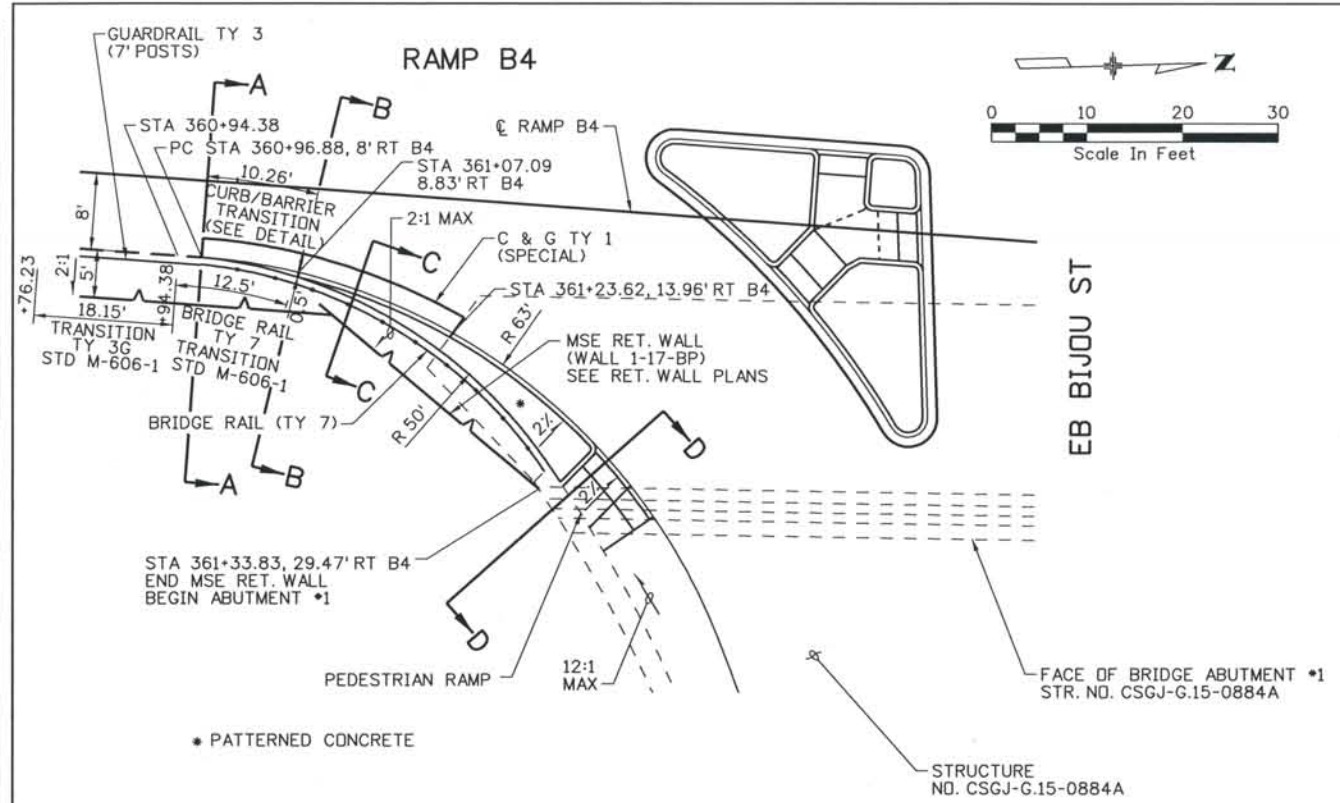 GUARDRAIL TY 3
(7' POSTS)
RAMP B4
A
B
Z
STA 360+94.38
PC STA 360+96.88, 8' RT B4
℄ RAMP B4
0 10 20 30
Scale In Feet
10.26'
CURB/BARRIER
TRANSITION
(SEE DETAIL)
STA 361+07.09
8.83' RT B4
2:1 MAX
8'
C & G TY 1
(SPECIAL)
C
+76.23
2:1
5'
+94.38
12.5'
0.5'
STA 361+23.62, 13.96' RT B4
18.15'
TRANSITION
TY 3G
STD M-606-1
BRIDGE RAIL
TY 7
TRANSITION
STD M-606-1
R 63'
MSE RET. WALL
(WALL 1-17-BP)
SEE RET. WALL PLANS
C
EB BIJOU ST
BRIDGE RAIL (TY 7)
R 50'
*
2%
D
A
B
2%
STA 361+33.83, 29.47' RT B4
END MSE RET. WALL
BEGIN ABUTMENT *1
D
PEDESTRIAN RAMP
12:1
MAX
FACE OF BRIDGE ABUTMENT *1
STR. NO. CSGJ-G.15-0884A
* PATTERNED CONCRETE
STRUCTURE
NO. CSGJ-G.15-0884A